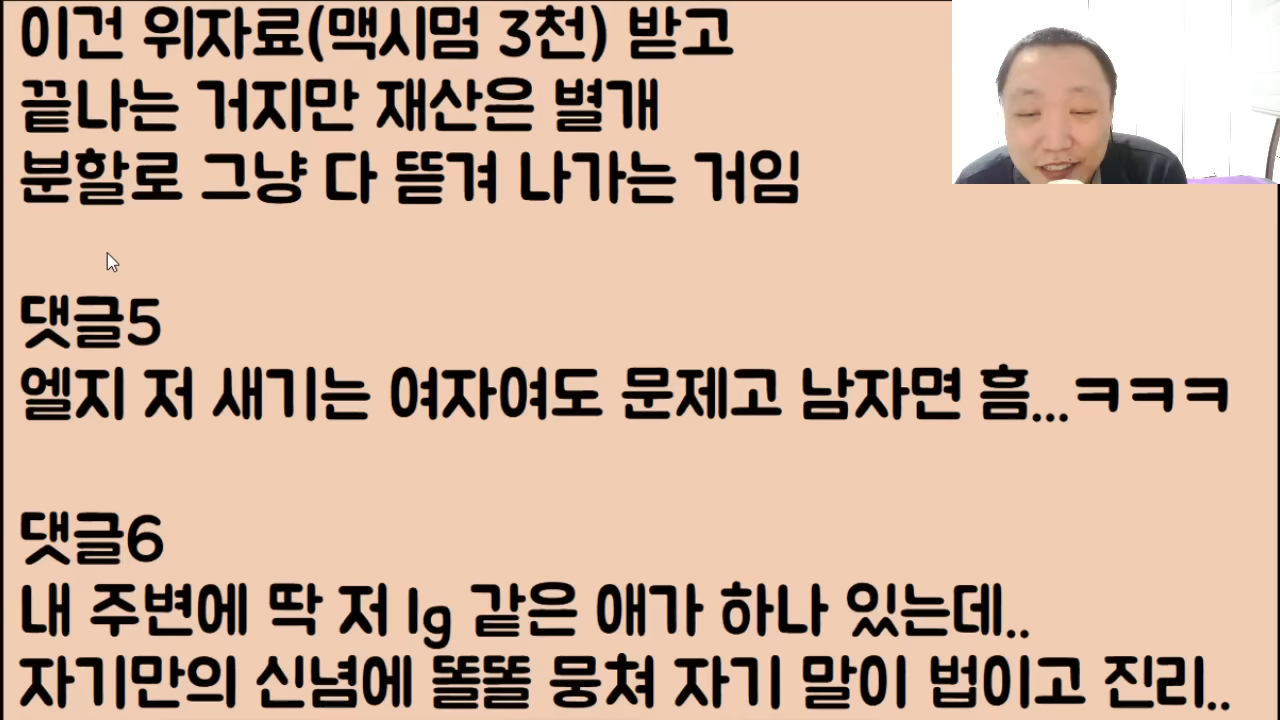 이건 위자료(맥시멈 3천) 받고
끝나는 거지만 재산은 별개
분할로 그냥 다 뜯겨 나가는 거임
댓글5
엘지 저 새기는 여자여도 문제고 남자면 흠...ㅋㅋㅋ
댓글6
내 주변에 딱 저 lg 같은 애가 하나 있는데..
자기만의 신념에 똘똘 뭉쳐 자기 말이 법이고 진리..